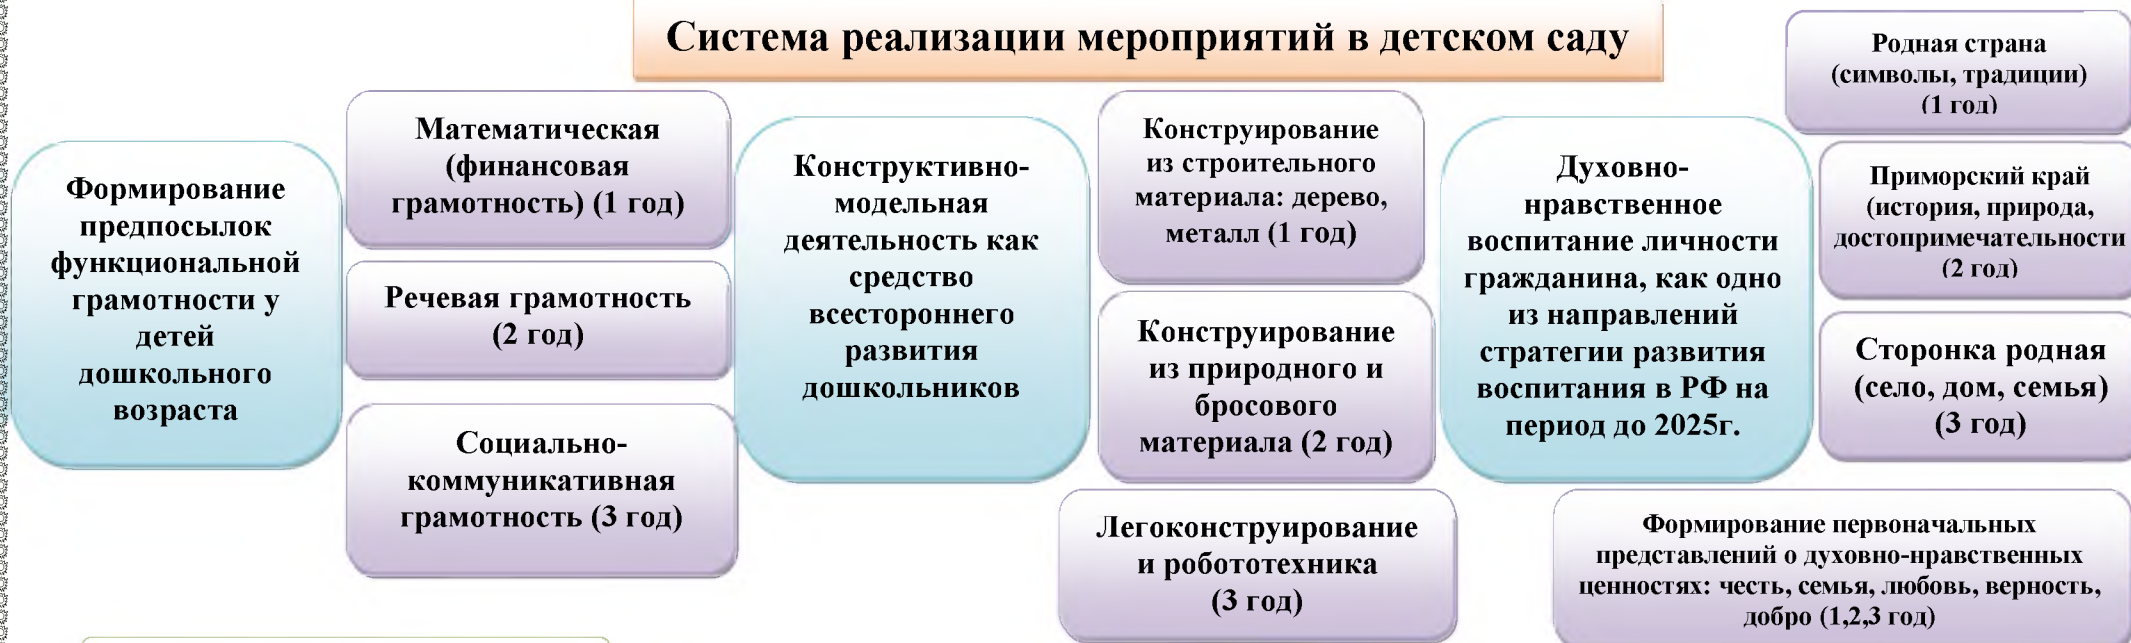 Система реализации мероприятий в детском саду
Формирование
предпосылок
функциональной
грамотности у
детей
дошкольного
возраста
Математическая
(финансовая
грамотность) (1 год)
Речевая грамотность
(2 год)
Социально-
коммуникативная
грамотность (3 год)
Конструктивно-
модельная
деятельность как
средство
всестороннего
развития
дошкольников
Конструирование
из строительного
материала: дерево,
металл (1 год)
Конструирование
из природного и
бросового
материала (2 год)
Легоконструирование
и робототехника
(3 год)
Духовно-
нравственное
воспитание личности
гражданина, как одно
из направлений
стратегии развития
воспитания в РФ на
период до 2025г.
Родная страна
(символы, традиции)
(1 год)
Приморский край
(история, природа,
достопримечательности
(2 год)
Сторонка родная
(село, дом, семья)
(3 год)
Формирование первоначальных
представлений о духовно-нравственных
ценностях: честь, семья, любовь, верность,
добро (1,2,3 год)